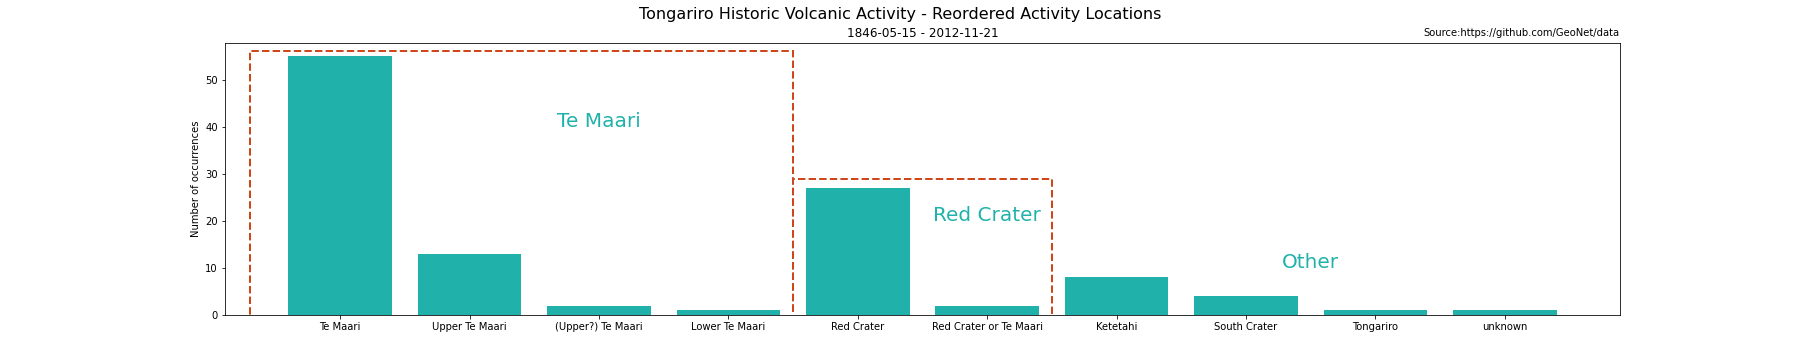 Tongariro Historic Volcanic Activity - Reordered Activity Locations
1846-05-15 - 2012-11-21
Source:https://github.com/GeoNet/data
Number of occurrences
50
40
30
20
10
0
Te Maari
Red Crater
Other
Te Maari Upper Te Maari (Upper?) Te Maari Lower Te Maari Red Crater Red Crater or Te Maari Ketetahi South Crater Tongariro unknown